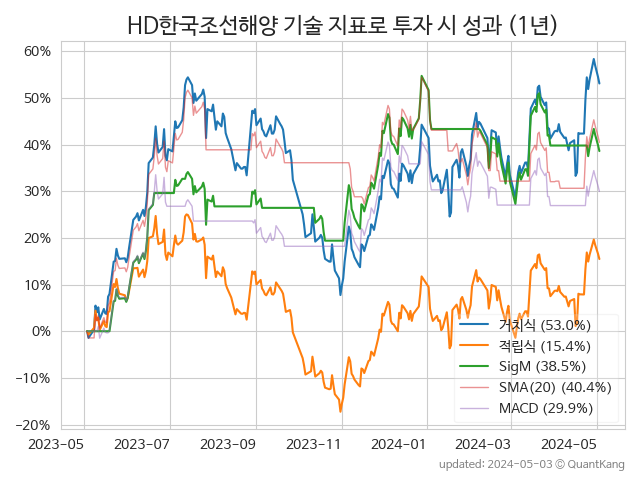 HD한국조선해양 기술 지표로 투자 시 성과 (1년)
60%
50%
40%
30%
20%
10%
0%
−10%
−20%
거치식 (53.0%)
적립식 (15.4%)
SigM (38.5%)
SMA(20) (40.4%)
MACD (29.9%)
2023-05
2023-07
2023-09
2023-11
2024-01
2024-03
2024-05
updated: 2024-05-03 ⓒ QuantKang